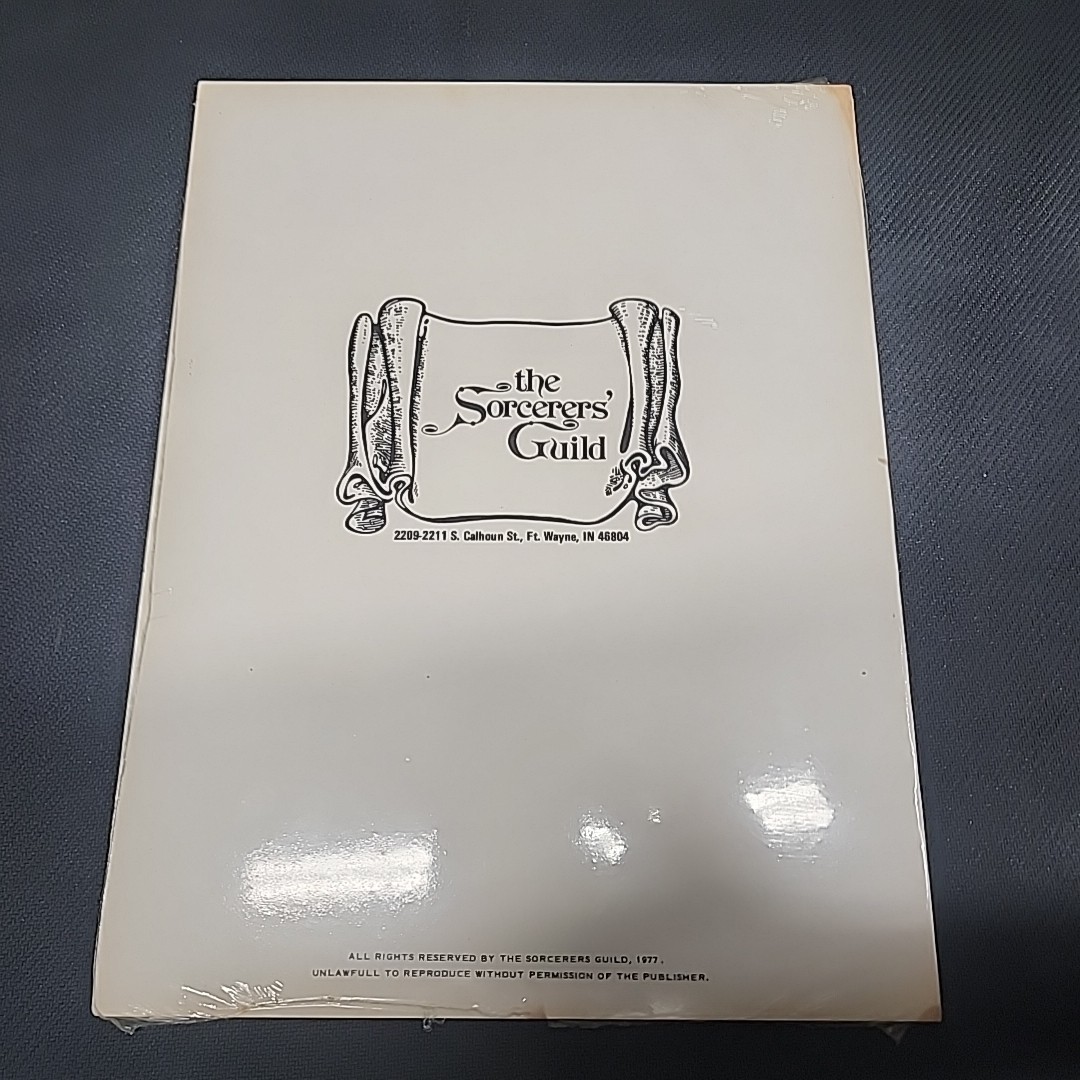 the
Sorcerers'
Guild
2209-2211 S. Calhoun St., Ft. Wayne, IN 46804
ALL RIGHTS RESERVED BY THE SORCERERS GUILD, 1977.
UNLAWFULL TO REPRODUCE WITHOUT PERMISSION OF THE PUBLISHER.